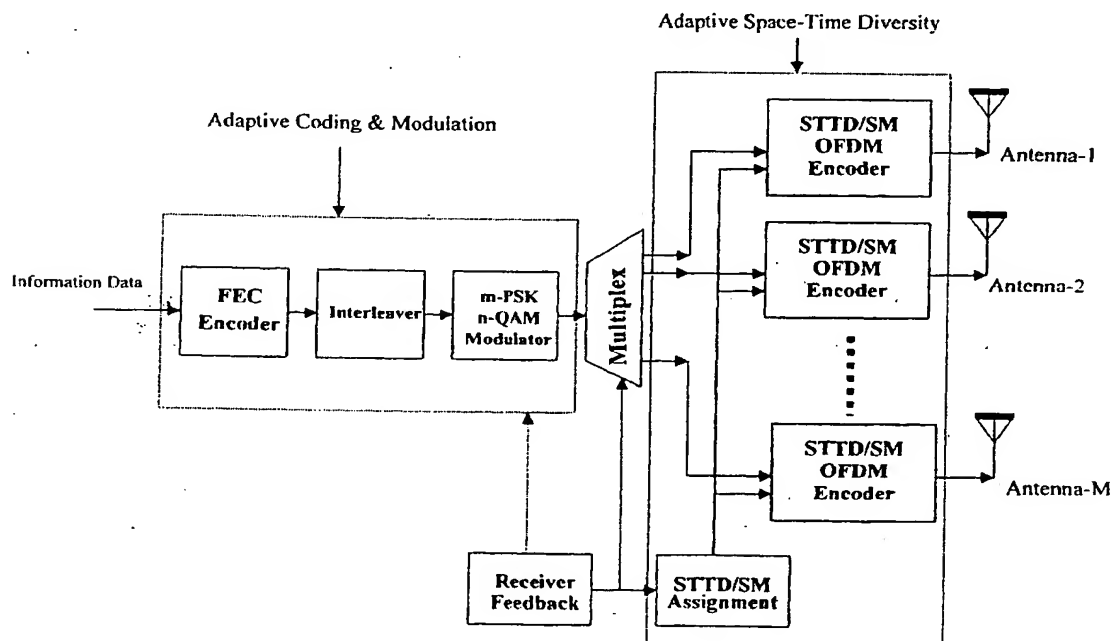 Adaptive Space-Time Diversity
Adaptive Coding & Modulation
STTD/SM
OFDM
Encoder
Antenna-1
STTD/SM
OFDM
Encoder
Antenna-2
Information Data
FEC
Encoder
Interleaver
m-PSK
n-QAM
Modulator
Multiplex
STTD/SM
OFDM
Encoder
Antenna-M
Receiver
Feedback
STTD/SM
Assignment